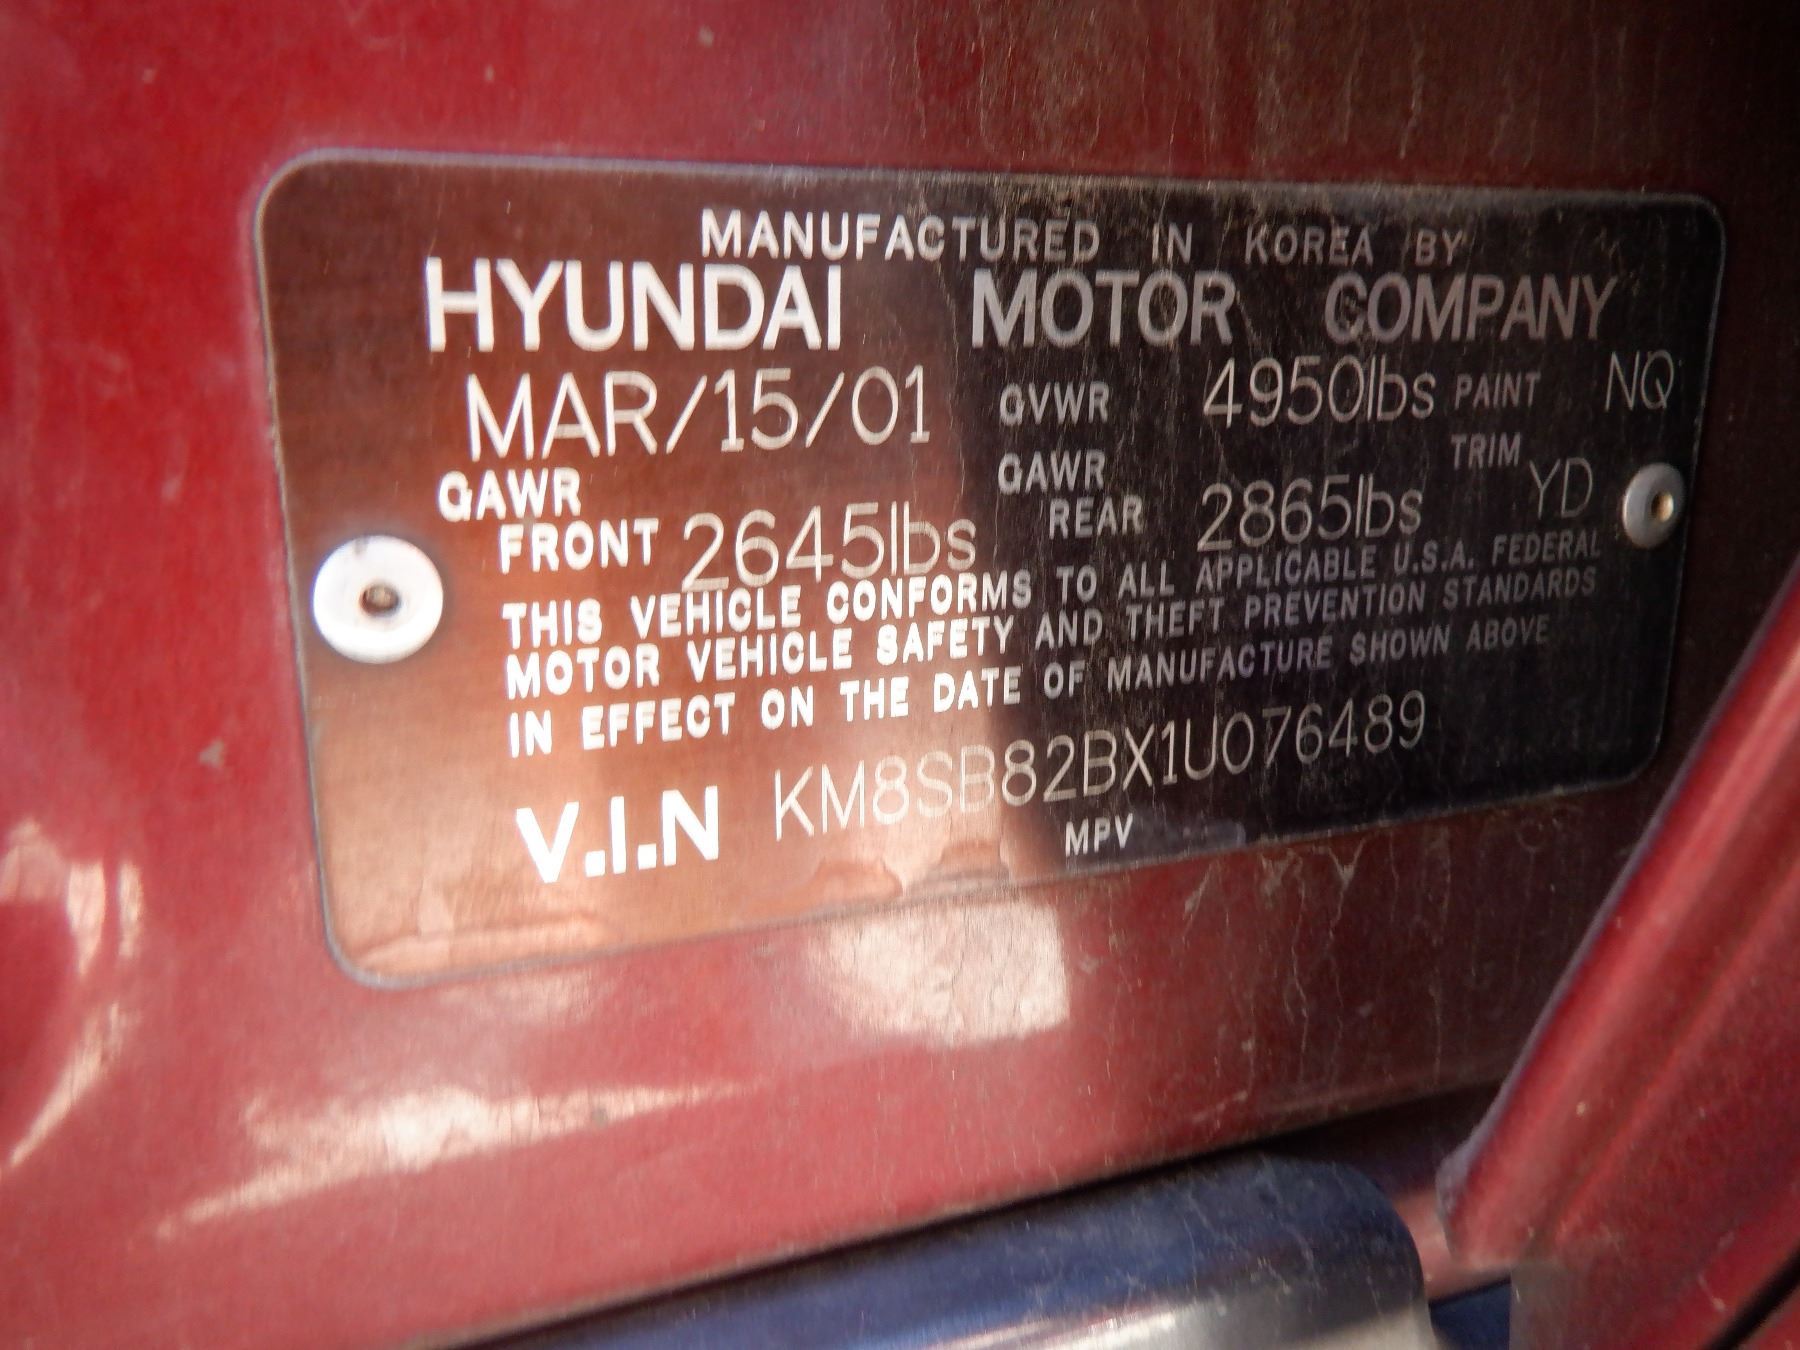 MANUFACTURED IN KOREA BY
HYUNDAI MOTOR COMPANY
MAR/15/01 GVWR 4950lbs PAINT NQ
GAWR FRONT 2645lbs GAWR REAR 2865lbs TRIM YD
THIS VEHICLE CONFORMS TO ALL APPLICABLE U.S.A. FEDERAL
MOTOR VEHICLE SAFETY AND THEFT PREVENTION STANDARDS
IN EFFECT ON THE DATE OF MANUFACTURE SHOWN ABOVE
V.I.N KM8SB82BX1U076489
MPV